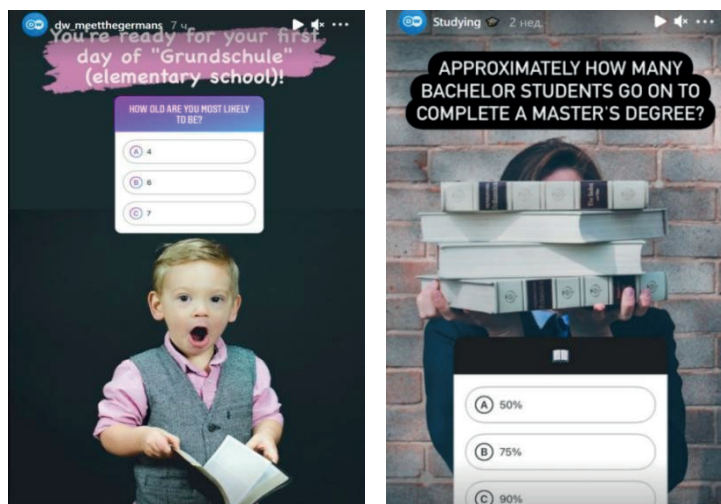 dw_meetthegermans 7 ч.
You're ready for your first
day of "Grundschule"
(elementary school)!
HOW OLD ARE YOU MOST LIKELY
TO BE?
A 4
B 6
C 7
Studying 2 нед.
APPROXIMATELY HOW MANY
BACHELOR STUDENTS GO ON TO
COMPLETE A MASTER'S DEGREE?
A 50%
B 75%
C 90%